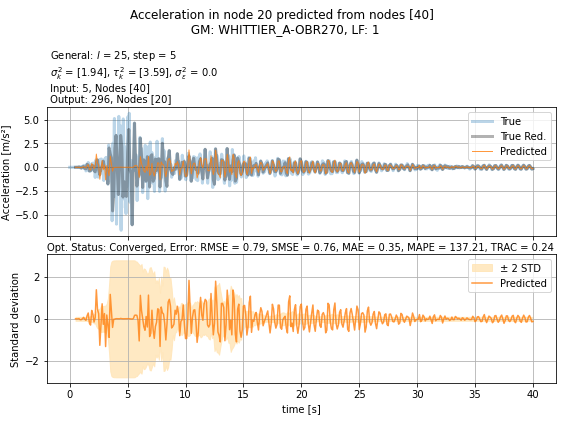 Acceleration in node 20 predicted from nodes [40]
GM: WHITTIER_A-OBR270, LF: 1
General: l = 25, step = 5
σ²ₖ = [1.94], τ²ₖ = [3.59], σ²ₑ = 0.0
Input: 5, Nodes [40]
Output: 296, Nodes [20]
Acceleration [m/s²]
5.0
2.5
0.0
−2.5
−5.0
True
True Red.
Predicted
Opt. Status: Converged, Error: RMSE = 0.79, SMSE = 0.76, MAE = 0.35, MAPE = 137.21, TRAC = 0.24
Standard deviation
2
0
−2
± 2 STD
Predicted
0 5 10 15 20 25 30 35 40
time [s]